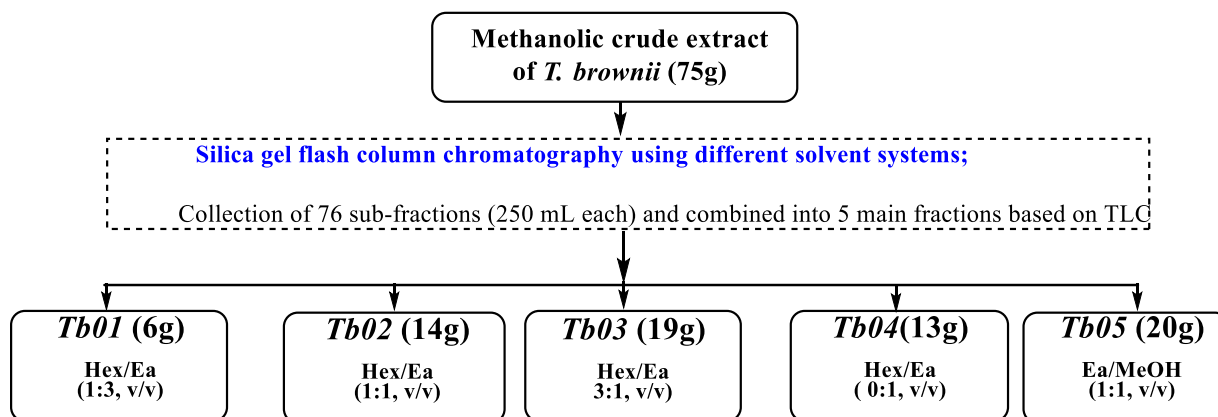 Methanolic crude extract
of T. brownii (75g)
Silica gel flash column chromatography using different solvent systems;
Collection of 76 sub-fractions (250 mL each) and combined into 5 main fractions based on TLC
Tb01 (6g)
Hex/Ea
(1:3, v/v)
Tb02 (14g)
Hex/Ea
(1:1, v/v)
Tb03 (19g)
Hex/Ea
3:1, v/v)
Tb04(13g)
Hex/Ea
( 0:1, v/v)
Tb05 (20g)
Ea/MeOH
(1:1, v/v)